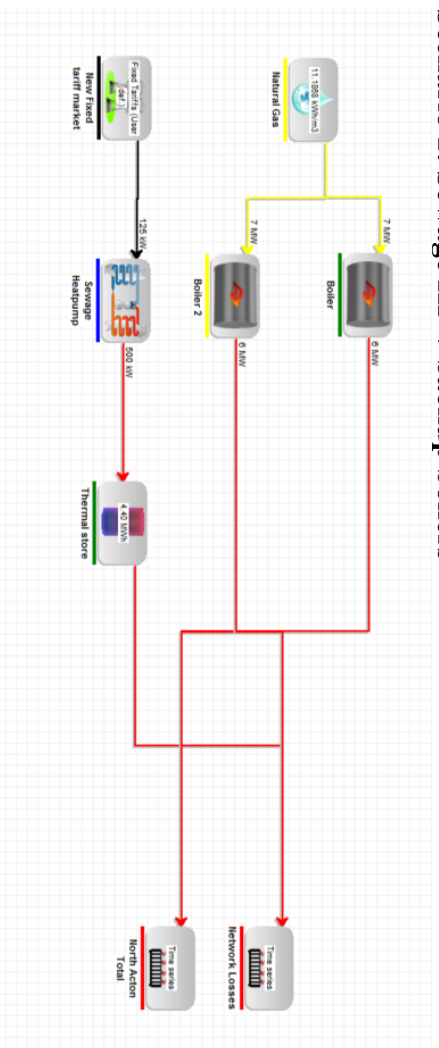 11.1868 kWh/m3
Natural Gas
7 MW
7 MW
Boiler
6 MW
Boiler 2
6 MW
Fixed Tariffs (User
def.)
New Fixed
tariff market
125 kW
Sewage
Heatpump
500 kW
4.40 MWh
Thermal store
Time series
Network Losses
Time series
North Acton
Total